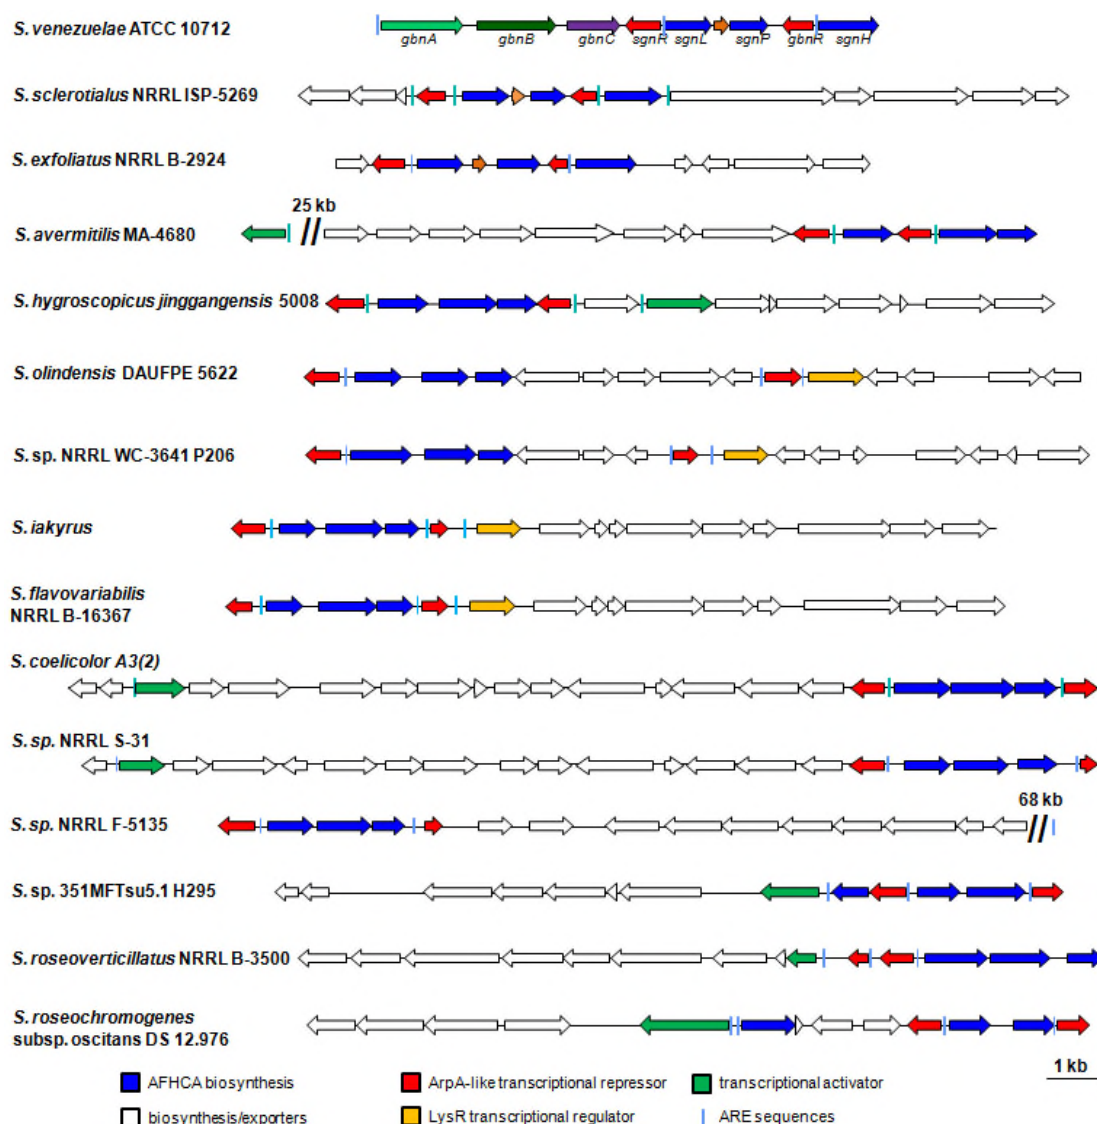 S. venezuelae ATCC 10712
gbnA gbnB gbnC sgnR sgnL sgnP gbnR sgnH
S. sclerotialus NRRL ISP-5269
S. exfoliatus NRRL B-2924
25 kb
S. avermitilis MA-4680
S. hygroscopicus jinggangensis 5008
S. olindensis DAUFPE 5622
S. sp. NRRL WC-3641 P206
S. iakyrus
S. flavovariabilis
NRRL B-16367
S. coelicolor A3(2)
S. sp. NRRL S-31
68 kb
S. sp. NRRL F-5135
S. sp. 351MFTsu5.1 H295
S. roseoverticillatus NRRL B-3500
S. roseochromogenes
subsp. oscitans DS 12.976
1 kb
AFHCA biosynthesis ArpA-like transcriptional repressor transcriptional activator
biosynthesis/exporters LysR transcriptional regulator ARE sequences